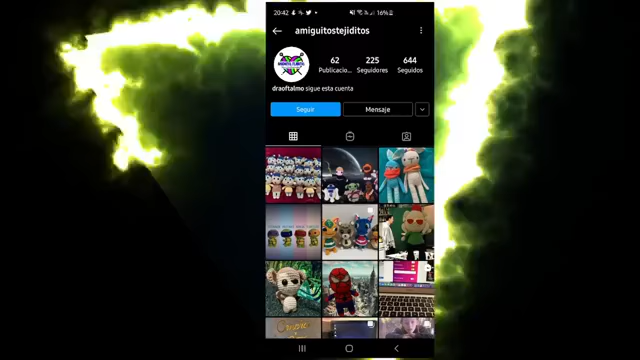 20:42
16%
amiguitostejiditos
62
225
644
Publicacio...
Seguidores
Seguidos
draoftalmo sigue esta cuenta
Seguir
Mensaje